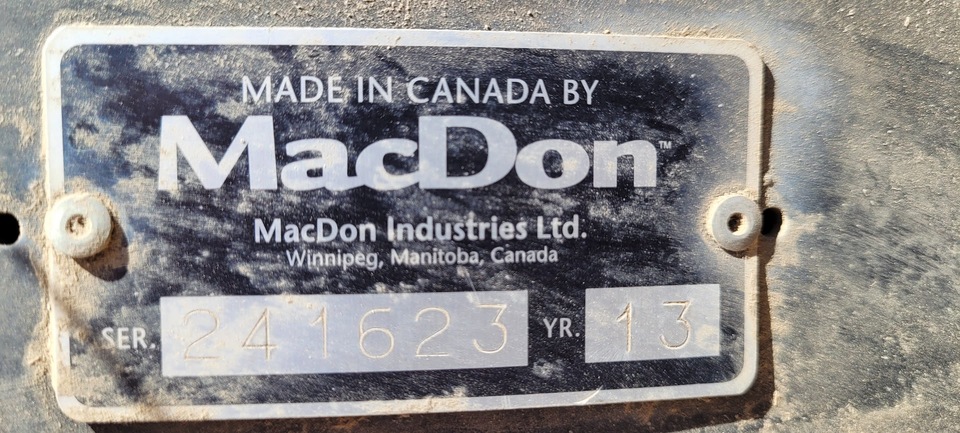 MADE IN CANADA BY
MacDon™
MacDon Industries Ltd.
Winnipeg, Manitoba, Canada
SER. 241623 YR. 13